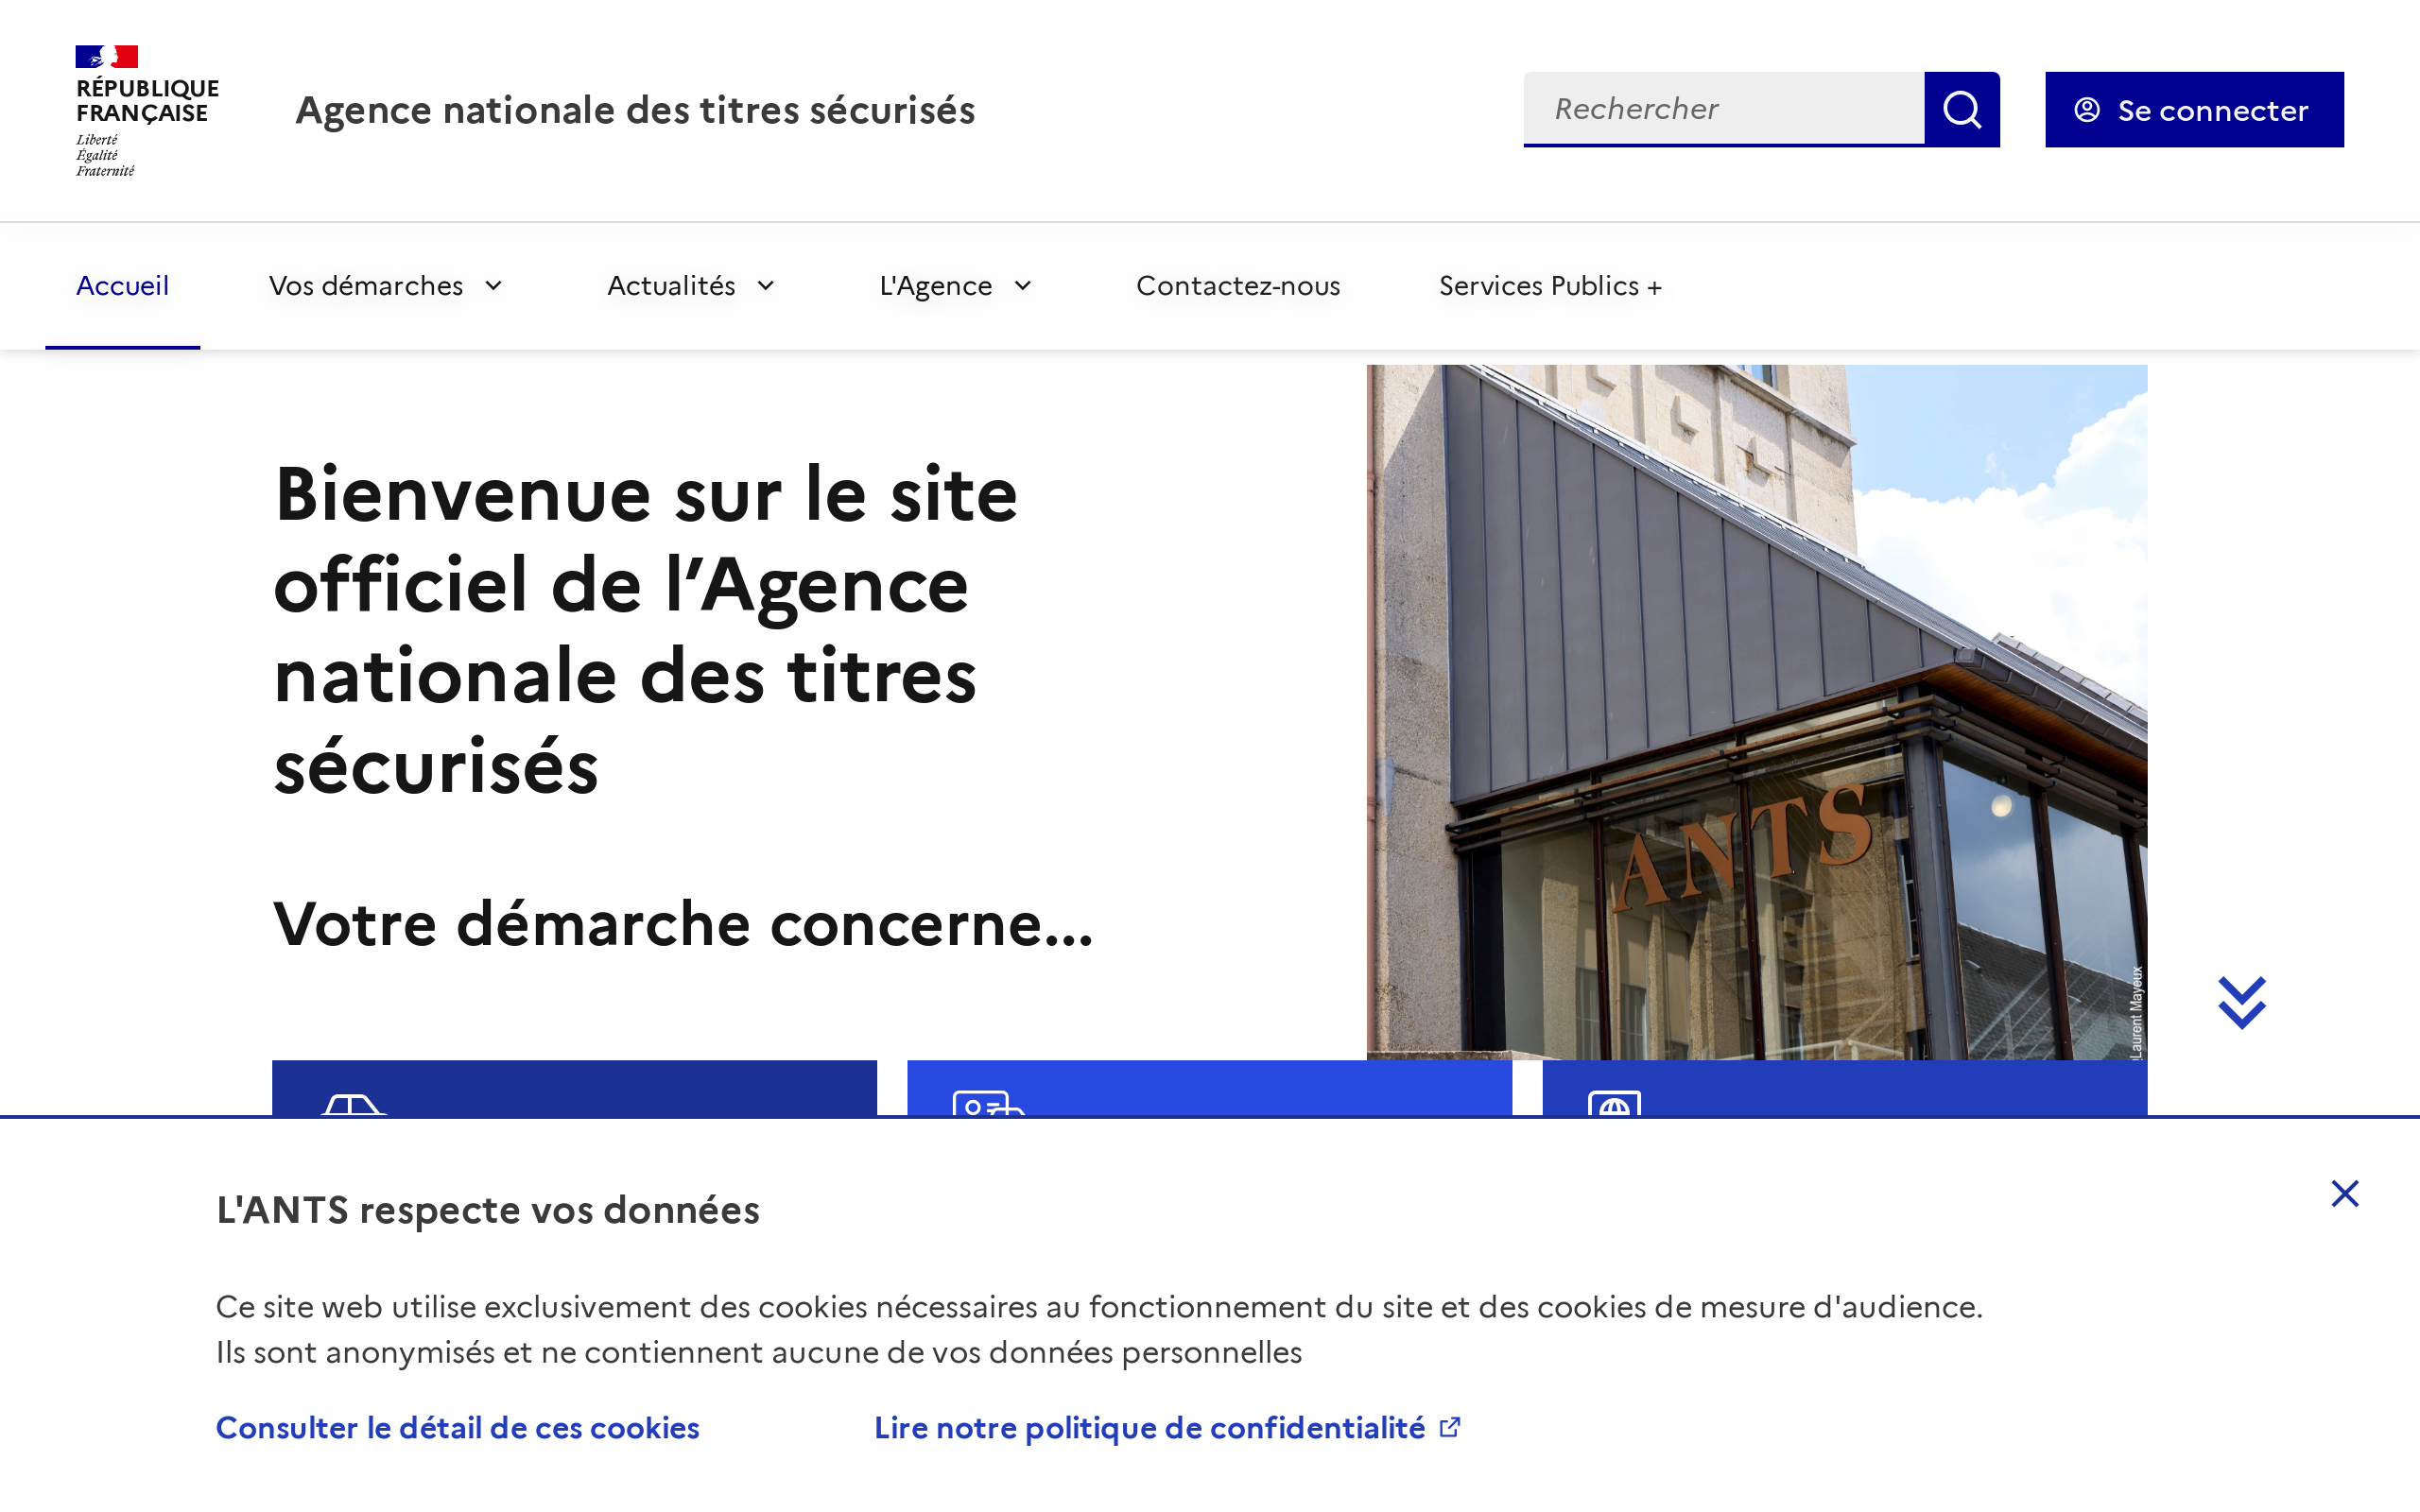 RÉPUBLIQUE
FRANÇAISE
Liberté
Égalité
Fraternité
Agence nationale des titres sécurisés
Rechercher
Se connecter
Accueil
Vos démarches
Actualités
L'Agence
Contactez-nous
Services Publics +
Bienvenue sur le site
officiel de l’Agence
nationale des titres
sécurisés
Votre démarche concerne...
ANTS
Laurent Mayeux
L'ANTS respecte vos données
Ce site web utilise exclusivement des cookies nécessaires au fonctionnement du site et des cookies de mesure d'audience.
Ils sont anonymisés et ne contiennent aucune de vos données personnelles
Consulter le détail de ces cookies
Lire notre politique de confidentialité